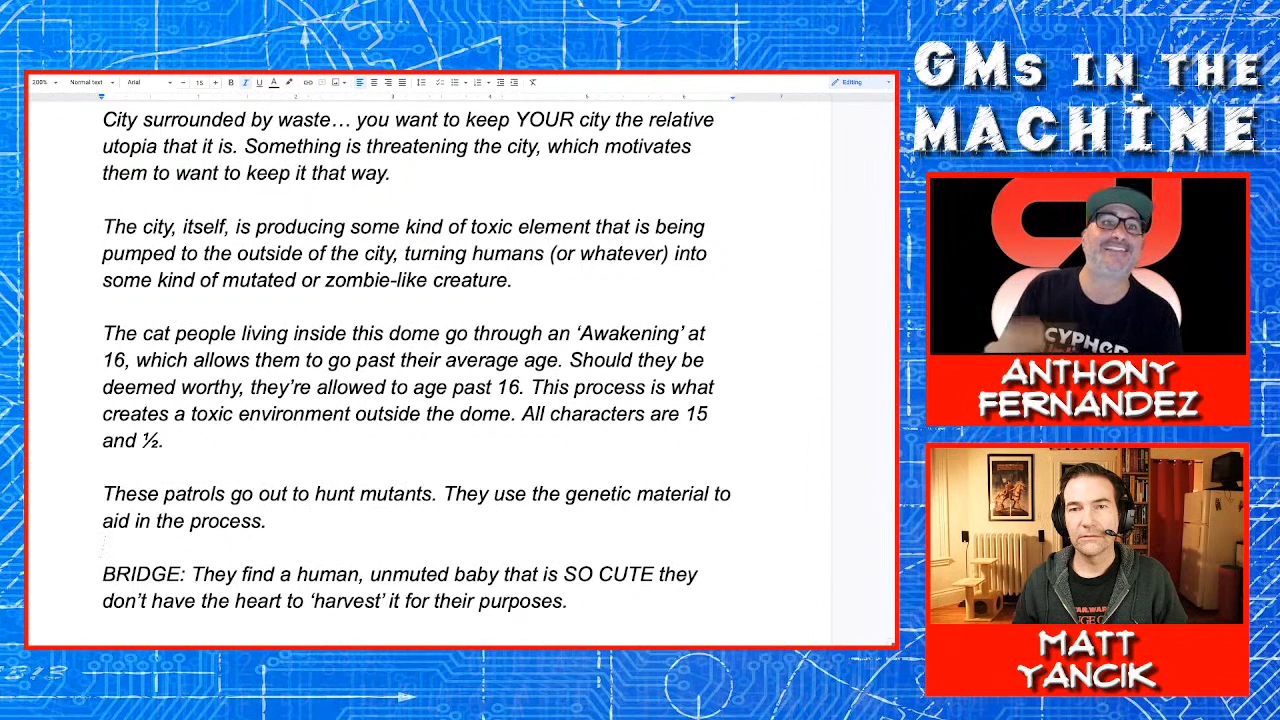 200%
Normal text
Arial
15
B
I
U
A
Editing
City surrounded by waste… you want to keep YOUR city the relative
utopia that it is. Something is threatening the city, which motivates
them to want to keep it that way.
The city, itself, is producing some kind of toxic element that is being
pumped to the outside of the city, turning humans (or whatever) into
some kind of mutated or zombie-like creature.
The cat people living inside this dome go through an ‘Awakening’ at
16, which allows them to go past their average age. Should they be
deemed worthy, they’re allowed to age past 16. This process is what
creates a toxic environment outside the dome. All characters are 15
and ½.
These patrols go out to hunt mutants. They use the genetic material to
aid in the process.
BRIDGE: They find a human, unmuted baby that is SO CUTE they
don’t have the heart to ‘harvest’ it for their purposes.
GMs IN THE
MACHINE
CYPHER
ANTHONY
FERNANDEZ
MATT
YANCIK